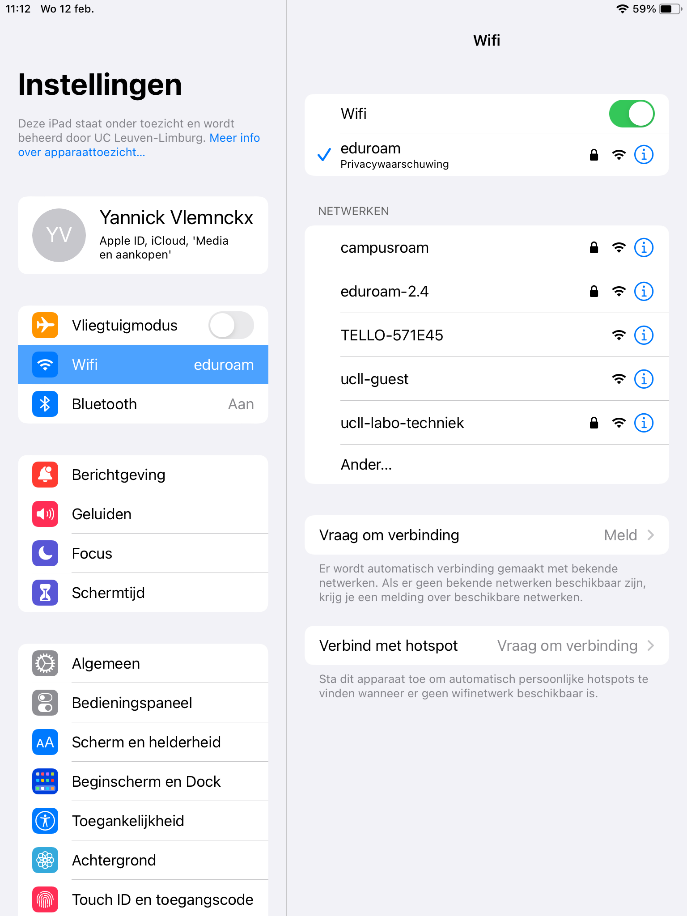 11:12 Wo 12 feb.
59%
Instellingen
Deze iPad staat onder toezicht en wordt
beheerd door UC Leuven-Limburg. Meer info
over apparaattoezicht...
YV
Yannick Vlemnckx
Apple ID, iCloud, 'Media
en aankopen'
Vliegtuigmodus
Wifi eduroam
Bluetooth Aan
Berichtgeving
Geluiden
Focus
Schermtijd
Algemeen
Bedieningspaneel
AA Scherm en helderheid
Beginscherm en Dock
Toegankelijkheid
Achtergrond
Touch ID en toegangscode
Wifi
Wifi
eduroam
Privacywaarschuwing
NETWERKEN
campusroam
eduroam-2.4
TELLO-571E45
ucll-guest
ucll-labo-techniek
Ander...
Vraag om verbinding Meld
Er wordt automatisch verbinding gemaakt met bekende
netwerken. Als er geen bekende netwerken beschikbaar zijn,
krijg je een melding over beschikbare netwerken.
Verbind met hotspot Vraag om verbinding
Sta dit apparaat toe om automatisch persoonlijke hotspots te
vinden wanneer er geen wifinetwerk beschikbaar is.